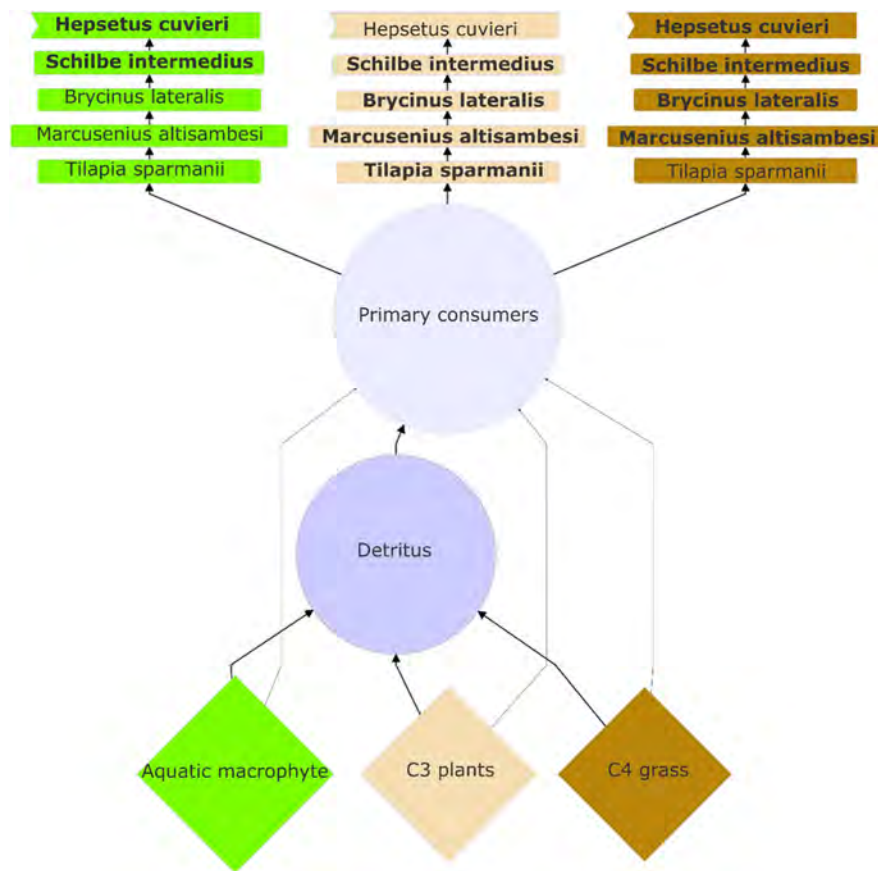 Hepsetus cuvieri
Schilbe intermedius
Brycinus lateralis
Marcusenius altisambesi
Tilapia sparmanii
Hepsetus cuvieri
Schilbe intermedius
Brycinus lateralis
Marcusenius altisambesi
Tilapia sparmanii
Hepsetus cuvieri
Schilbe intermedius
Brycinus lateralis
Marcusenius altisambesi
Tilapia sparmanii
Primary consumers
Detritus
Aquatic macrophyte
C3 plants
C4 grass